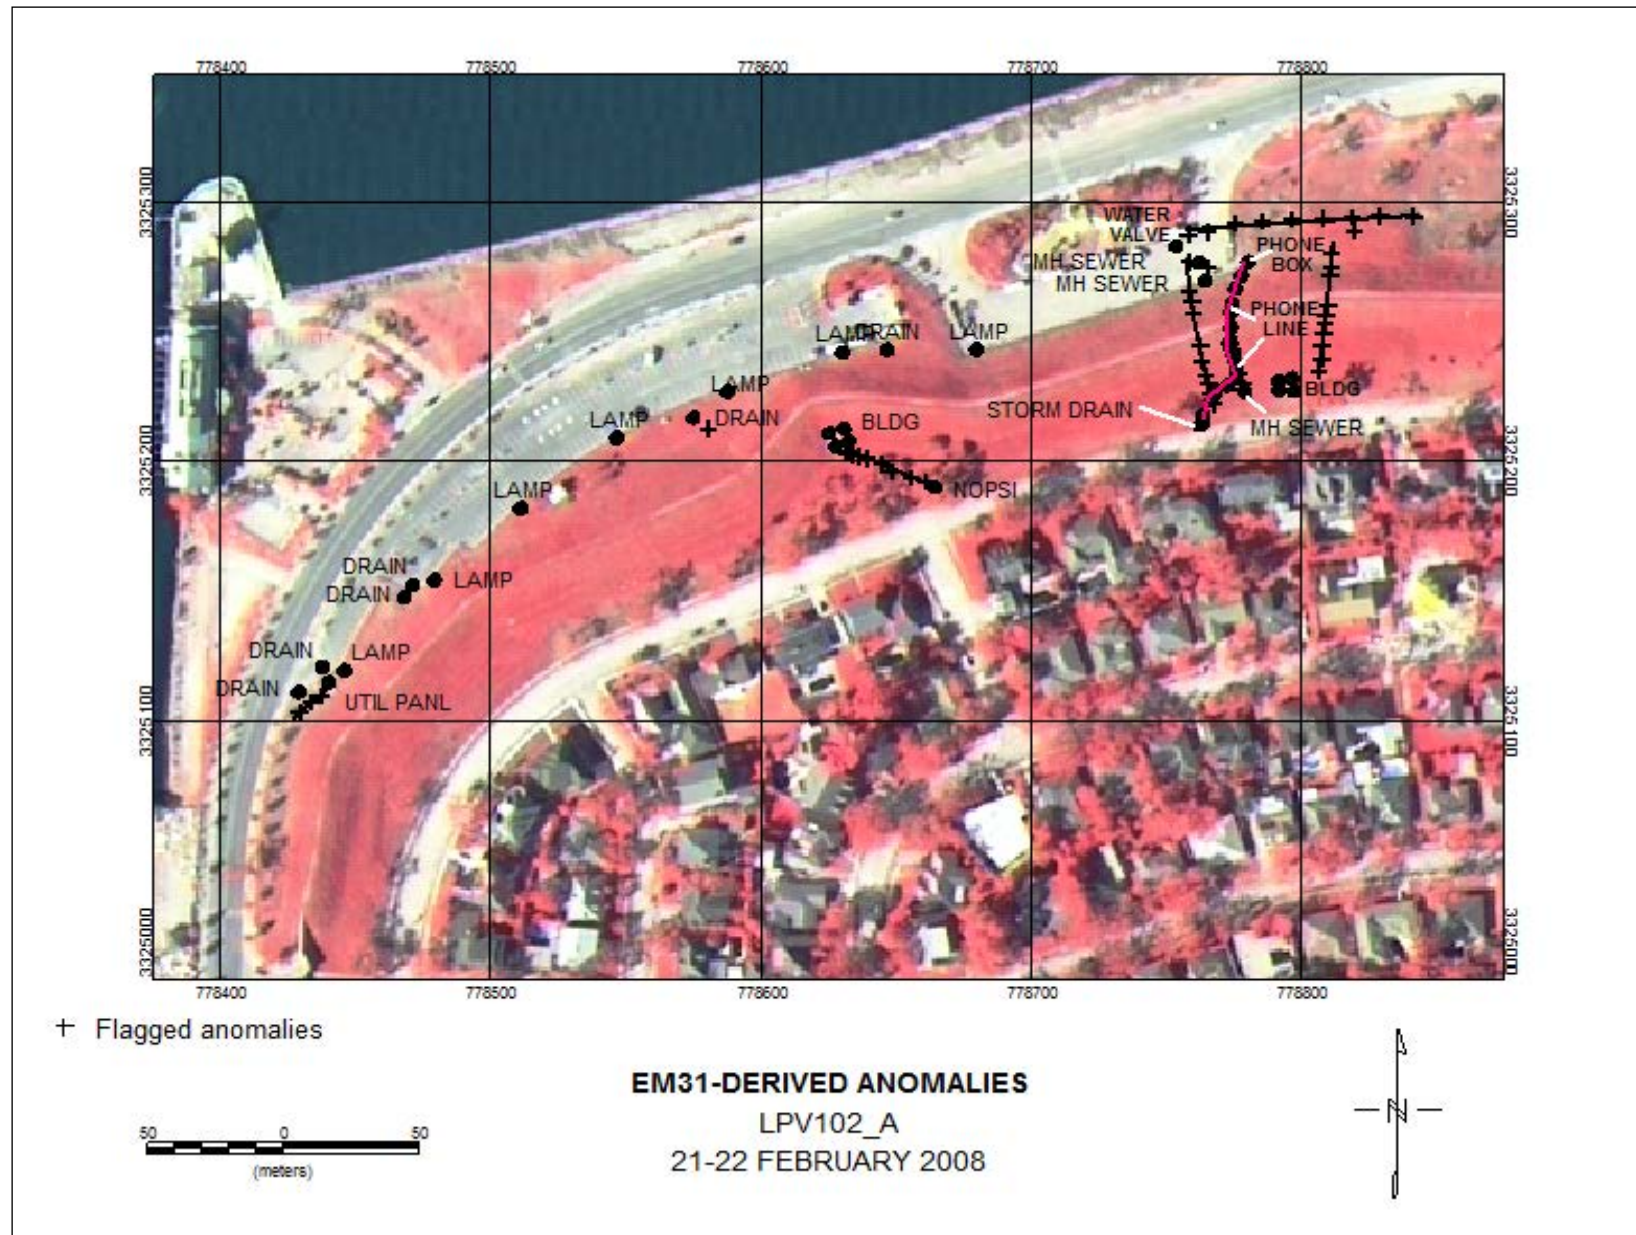 778400 778500 778600 778700 778800
3325300
3325300
WATER
VALVE
MH SEWER
MH SEWER
PHONE
BOX
PHONE
LINE
LAMP
DRAIN
LAMP
LAMP
DRAIN
LAMP
BLDG
STORM DRAIN
BLDG
MH SEWER
3325200
3325200
LAMP
NOPSI
DRAIN
LAMP
DRAIN
DRAIN
LAMP
DRAIN
UTIL PANL
3325100
3325100
3325000
3325000
778400 778500 778600 778700 778800
+ Flagged anomalies
EM31-DERIVED ANOMALIES
LPV102_A
21-22 FEBRUARY 2008
50 0 50
(meters)
N